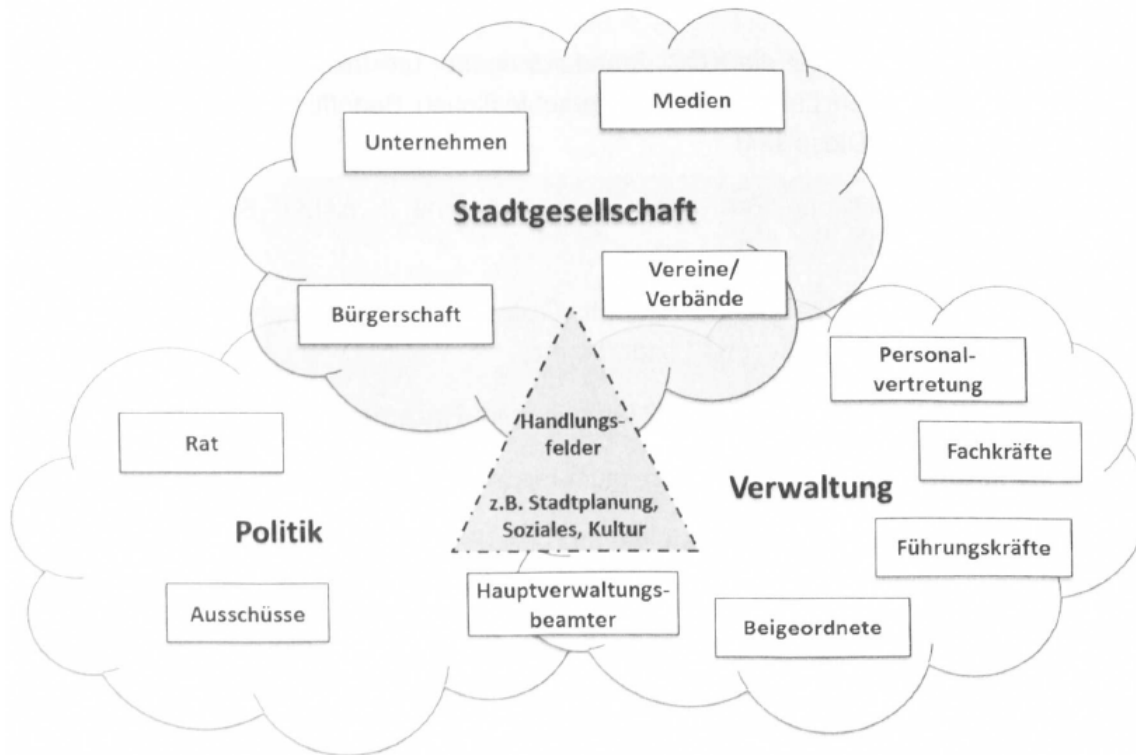 Medien
Unternehmen
Stadtgesellschaft
Vereine/
Verbände
Bürgerschaft
Personal-
vertretung
Rat
Handlungs-
felder
Fachkräfte
z.B. Stadtplanung,
Soziales, Kultur
Verwaltung
Politik
Führungskräfte
Hauptverwaltungs-
beamter
Ausschüsse
Beigeordnete